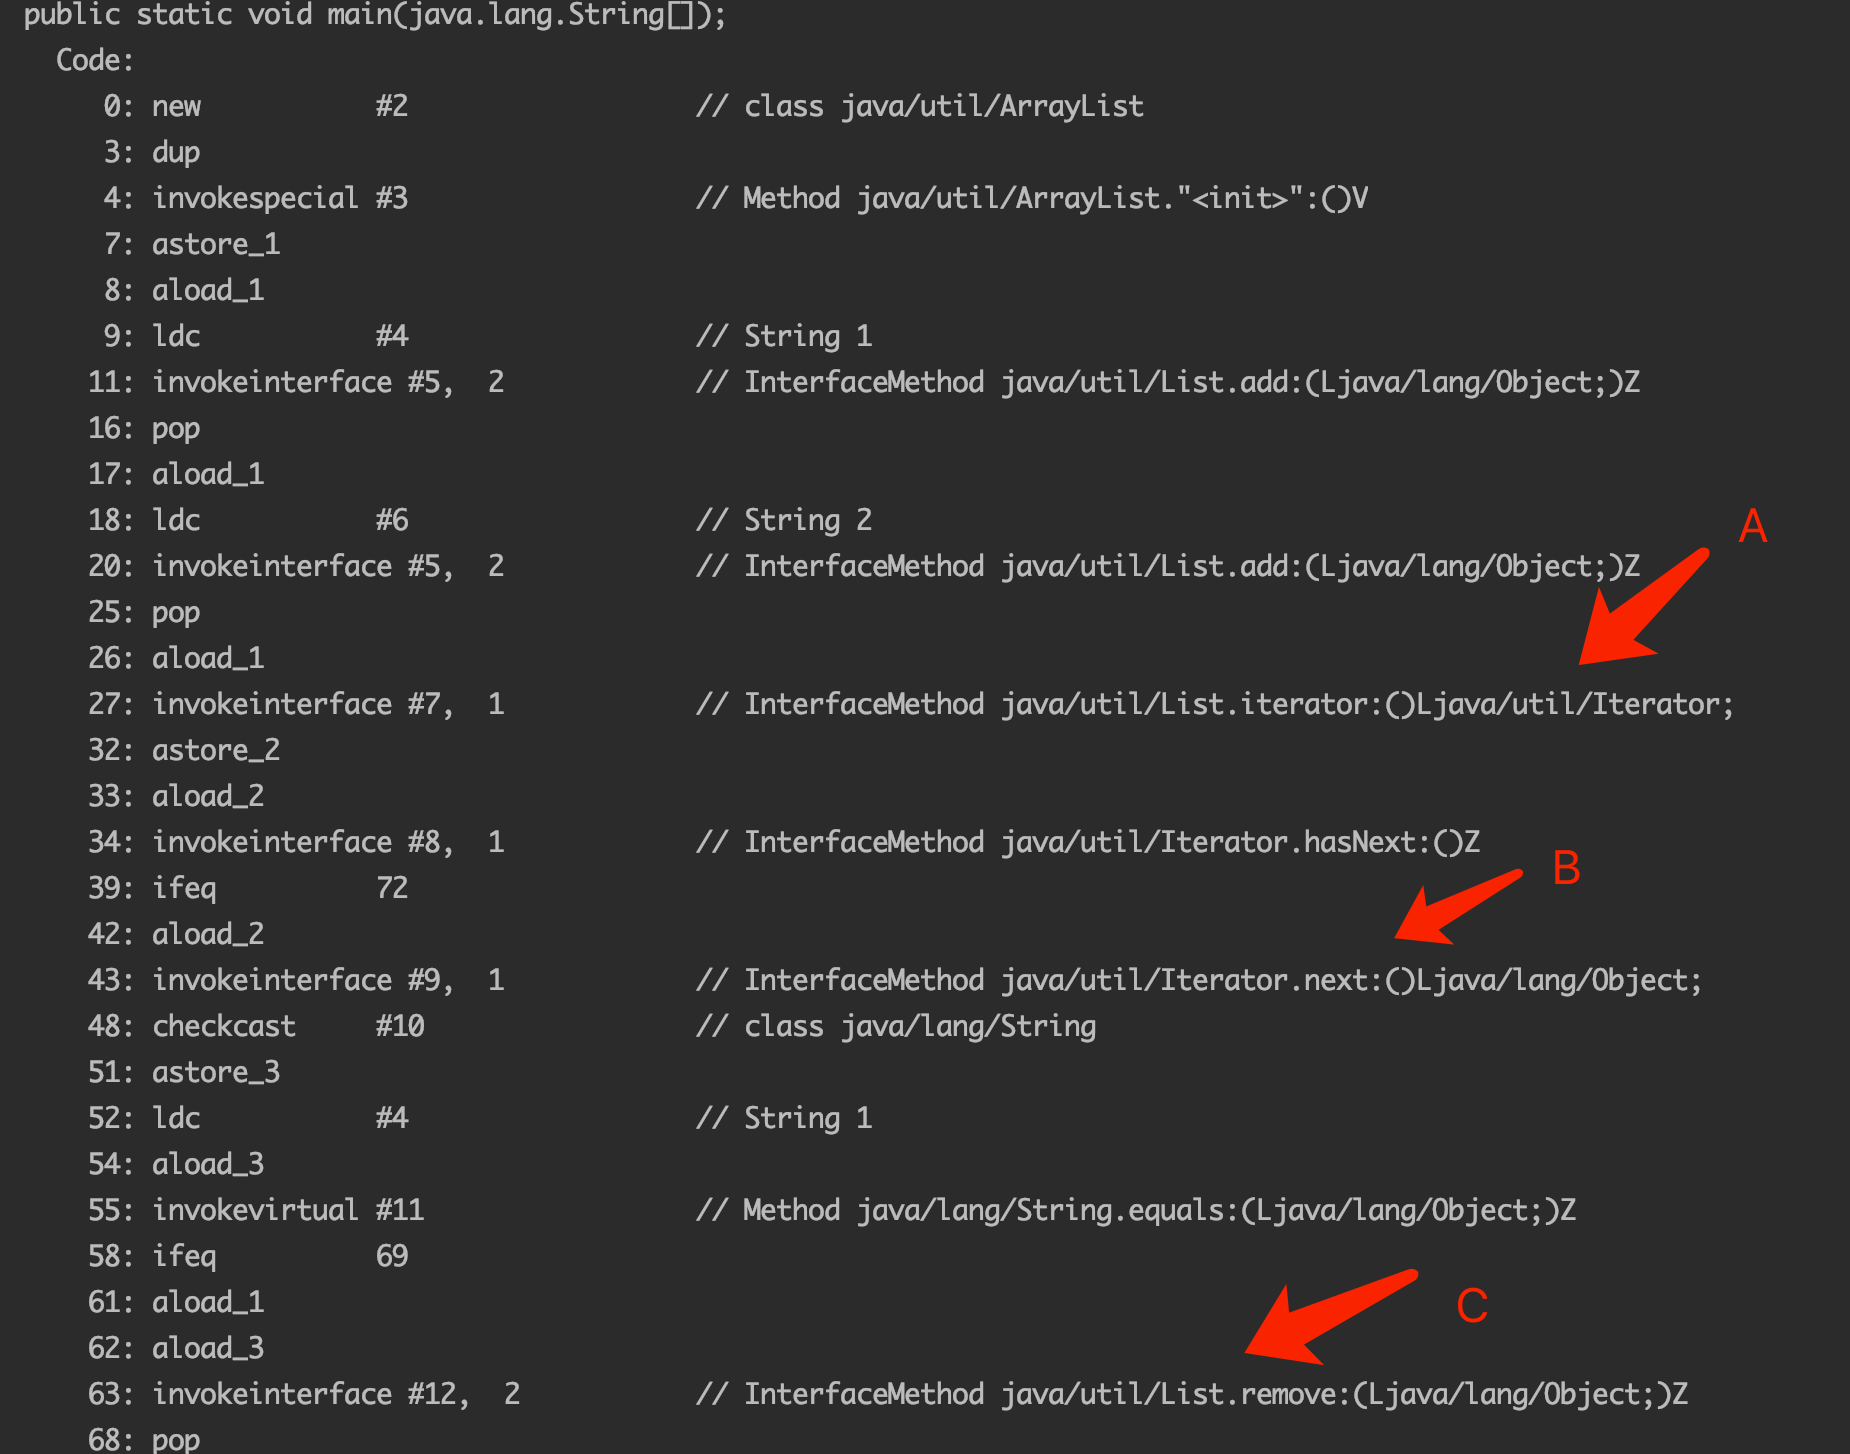 public static void main(java.lang.String[]);
Code:
0: new #2 // class java/util/ArrayList
3: dup
4: invokespecial #3 // Method java/util/ArrayList."<init>":()V
7: astore_1
8: aload_1
9: ldc #4 // String 1
11: invokeinterface #5, 2 // InterfaceMethod java/util/List.add:(Ljava/lang/Object;)Z
16: pop
17: aload_1
18: ldc #6 // String 2
A
20: invokeinterface #5, 2 // InterfaceMethod java/util/List.add:(Ljava/lang/Object;)Z
25: pop
26: aload_1
27: invokeinterface #7, 1 // InterfaceMethod java/util/List.iterator:()Ljava/util/Iterator;
32: astore_2
33: aload_2
34: invokeinterface #8, 1 // InterfaceMethod java/util/Iterator.hasNext:()Z
B
39: ifeq 72
42: aload_2
43: invokeinterface #9, 1 // InterfaceMethod java/util/Iterator.next:()Ljava/lang/Object;
48: checkcast #10 // class java/lang/String
51: astore_3
52: ldc #4 // String 1
54: aload_3
55: invokevirtual #11 // Method java/lang/String.equals:(Ljava/lang/Object;)Z
58: ifeq 69
61: aload_1
C
62: aload_3
63: invokeinterface #12, 2 // InterfaceMethod java/util/List.remove:(Ljava/lang/Object;)Z
68: pop